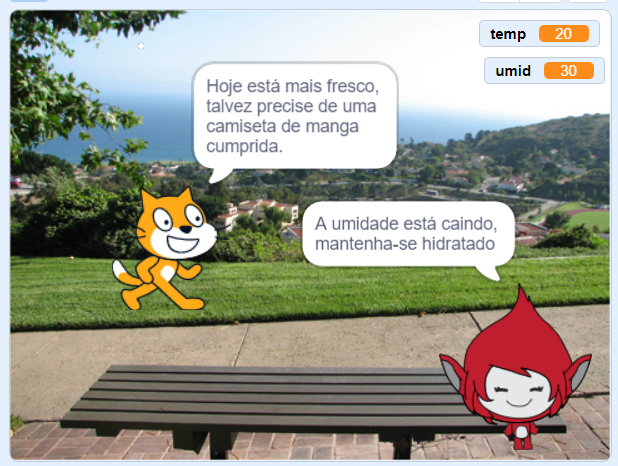 temp 20
umid 30
Hoje está mais fresco,
talvez precise de uma
camiseta de manga
cumprida.
A umidade está caindo,
mantenha-se hidratado